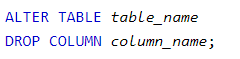 ALTER TABLE table_name
DROP COLUMN column_name;